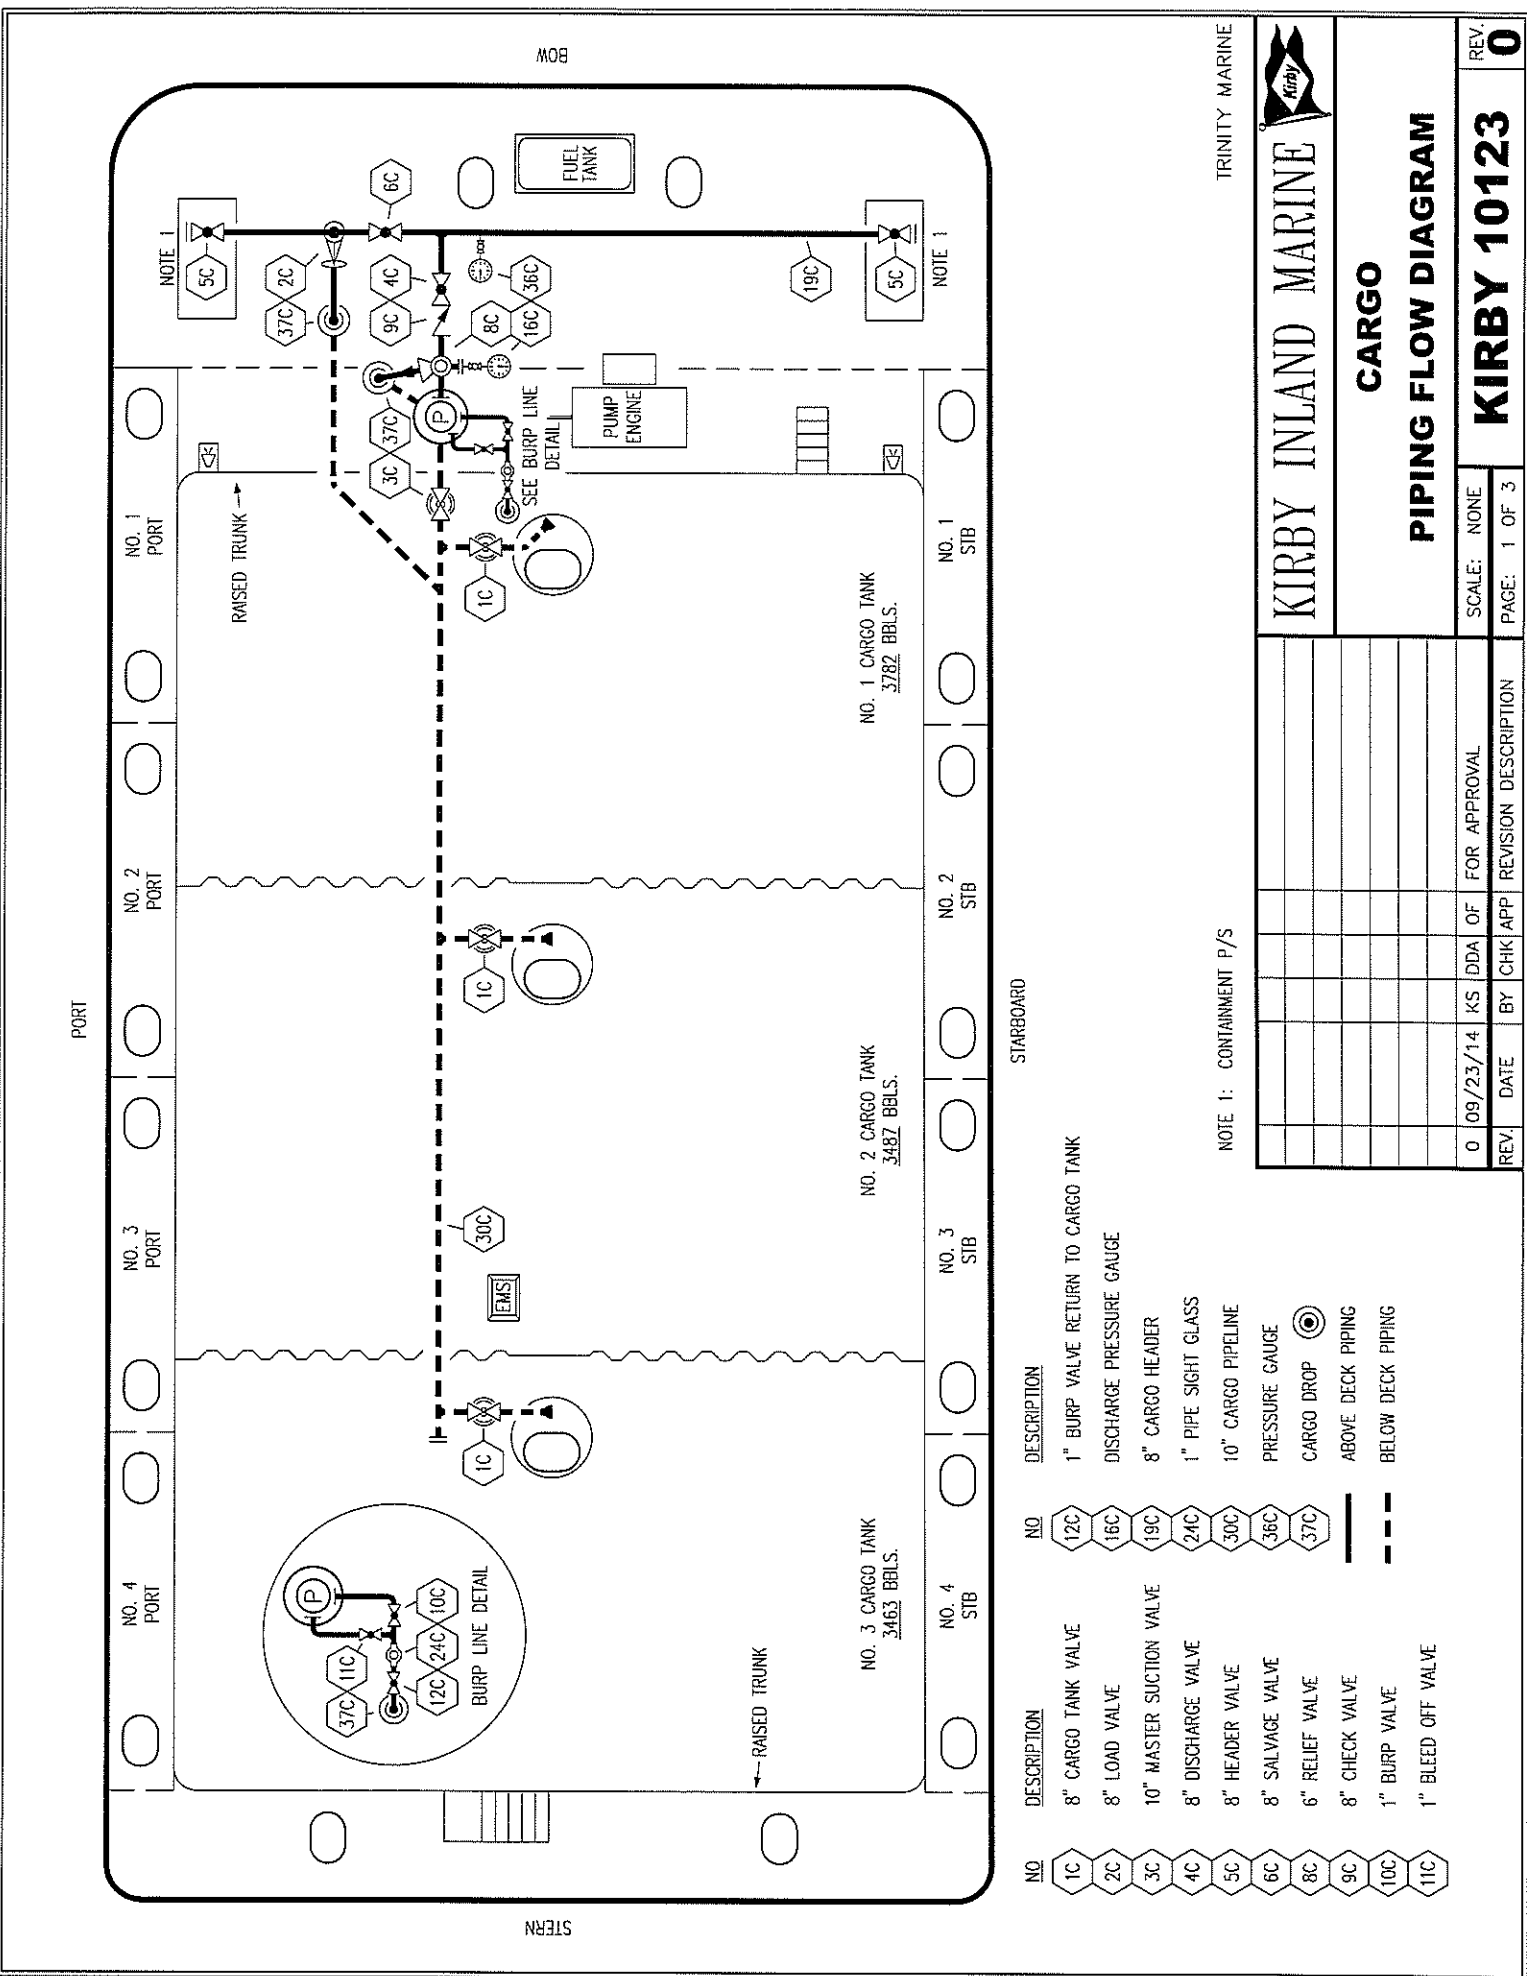 PORT
BOW
STERN
STARBOARD
NO. 4
PORT
NO. 3
PORT
NO. 2
PORT
NO. 1
PORT
RAISED TRUNK
NOTE 1
5C
2C
37C
6C
4C
9C
8C
16C
36C
37C
3C
P
SEE BURP LINE
DETAIL
PUMP
ENGINE
FUEL
TANK
19C
5C
NOTE 1
1C
1C
1C
30C
EMS
P
37C
11C
12C
24C
10C
BURP LINE DETAIL
NO. 3 CARGO TANK
3463 BBLS.
NO. 2 CARGO TANK
3487 BBLS.
NO. 1 CARGO TANK
3782 BBLS.
RAISED TRUNK
NO. 4
STB
NO. 3
STB
NO. 2
STB
NO. 1
STB
NO DESCRIPTION
1C 8" CARGO TANK VALVE
2C 8" LOAD VALVE
3C 10" MASTER SUCTION VALVE
4C 8" DISCHARGE VALVE
5C 8" HEADER VALVE
6C 8" SALVAGE VALVE
8C 6" RELIEF VALVE
9C 8" CHECK VALVE
10C 1" BURP VALVE
11C 1" BLEED OFF VALVE
NO DESCRIPTION
12C 1" BURP VALVE RETURN TO CARGO TANK
16C DISCHARGE PRESSURE GAUGE
19C 8" CARGO HEADER
24C 1" PIPE SIGHT GLASS
30C 10" CARGO PIPELINE
36C PRESSURE GAUGE
37C CARGO DROP
ABOVE DECK PIPING
BELOW DECK PIPING
NOTE 1: CONTAINMENT P/S
TRINITY MARINE
KIRBY INLAND MARINE
Kirby
CARGO
PIPING FLOW DIAGRAM
0 09/23/14 KS DDA OF FOR APPROVAL
REV. DATE BY CHK APP REVISION DESCRIPTION
SCALE: NONE
PAGE: 1 OF 3
KIRBY 10123
REV.
0